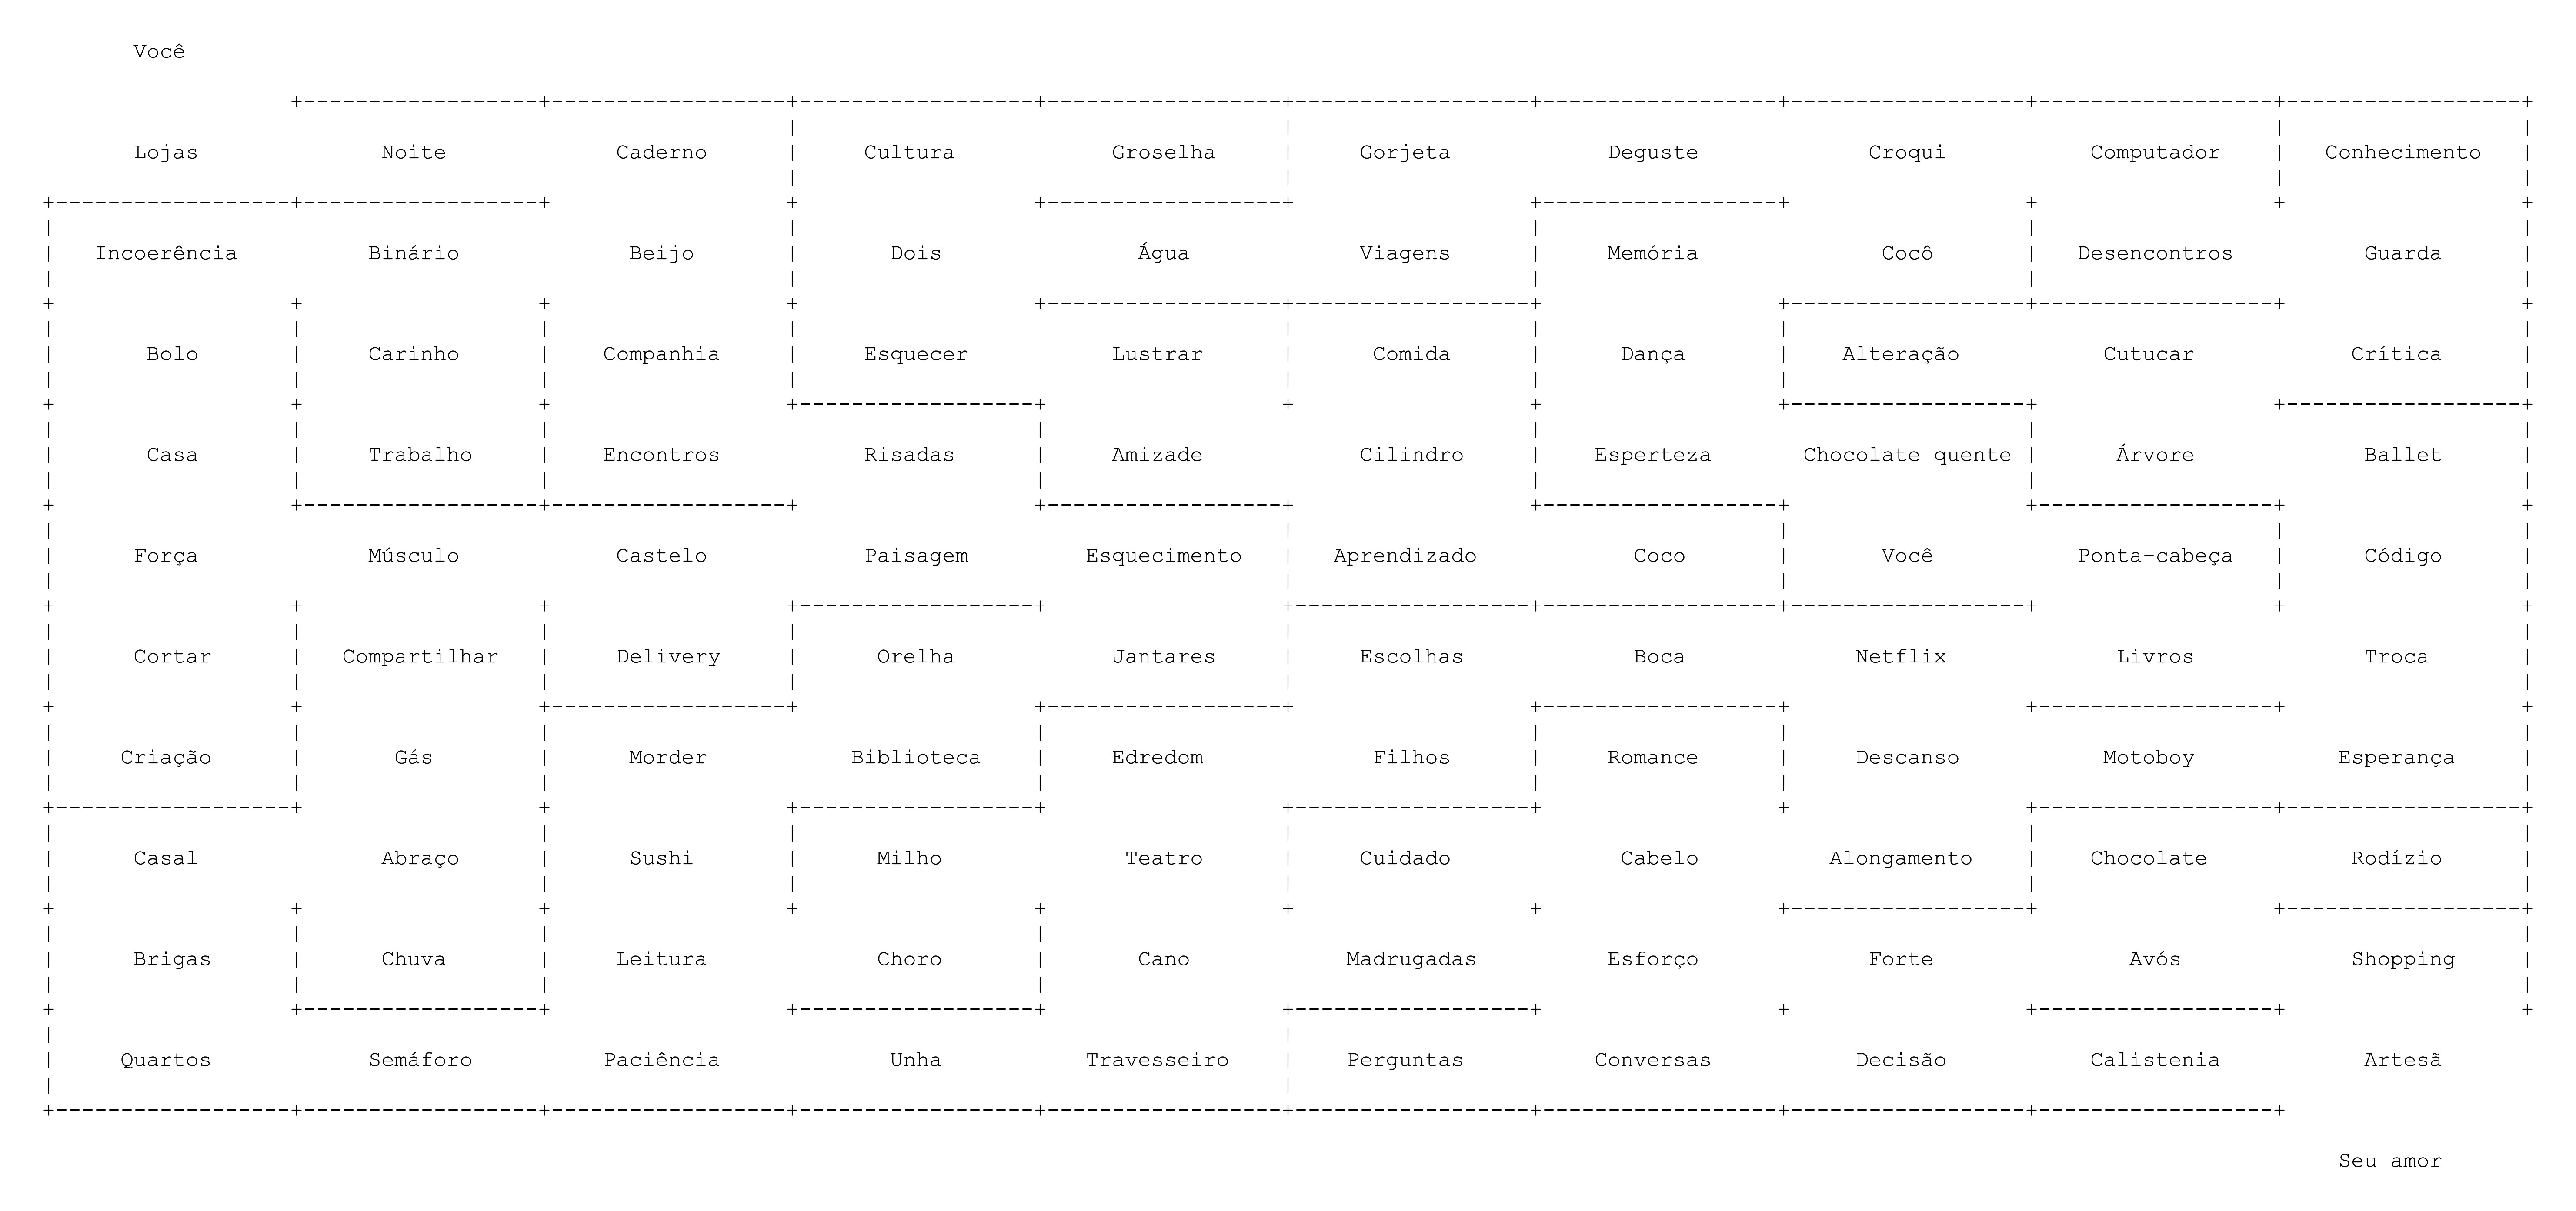 Você
Lojas Noite Caderno Cultura Groselha Gorjeta Deguste Croqui Computador Conhecimento
Incoerência Binário Beijo Dois Água Viagens Memória Cocô Desencontros Guarda
Bolo Carinho Companhia Esquecer Lustrar Comida Dança Alteração Cutucar Crítica
Casa Trabalho Encontros Risadas Amizade Cilindro Esperteza Chocolate quente Árvore Ballet
Força Músculo Castelo Paisagem Esquecimento Aprendizado Coco Você Ponta-cabeça Código
Cortar Compartilhar Delivery Orelha Jantares Escolhas Boca Netflix Livros Troca
Criação Gás Morder Biblioteca Edredom Filhos Romance Descanso Motoboy Esperança
Casal Abraço Sushi Milho Teatro Cuidado Cabelo Alongamento Chocolate Rodízio
Brigas Chuva Leitura Choro Cano Madrugadas Esforço Forte Avós Shopping
Quartos Semáforo Paciência Unha Travesseiro Perguntas Conversas Decisão Calistenia Artesã
Seu amor